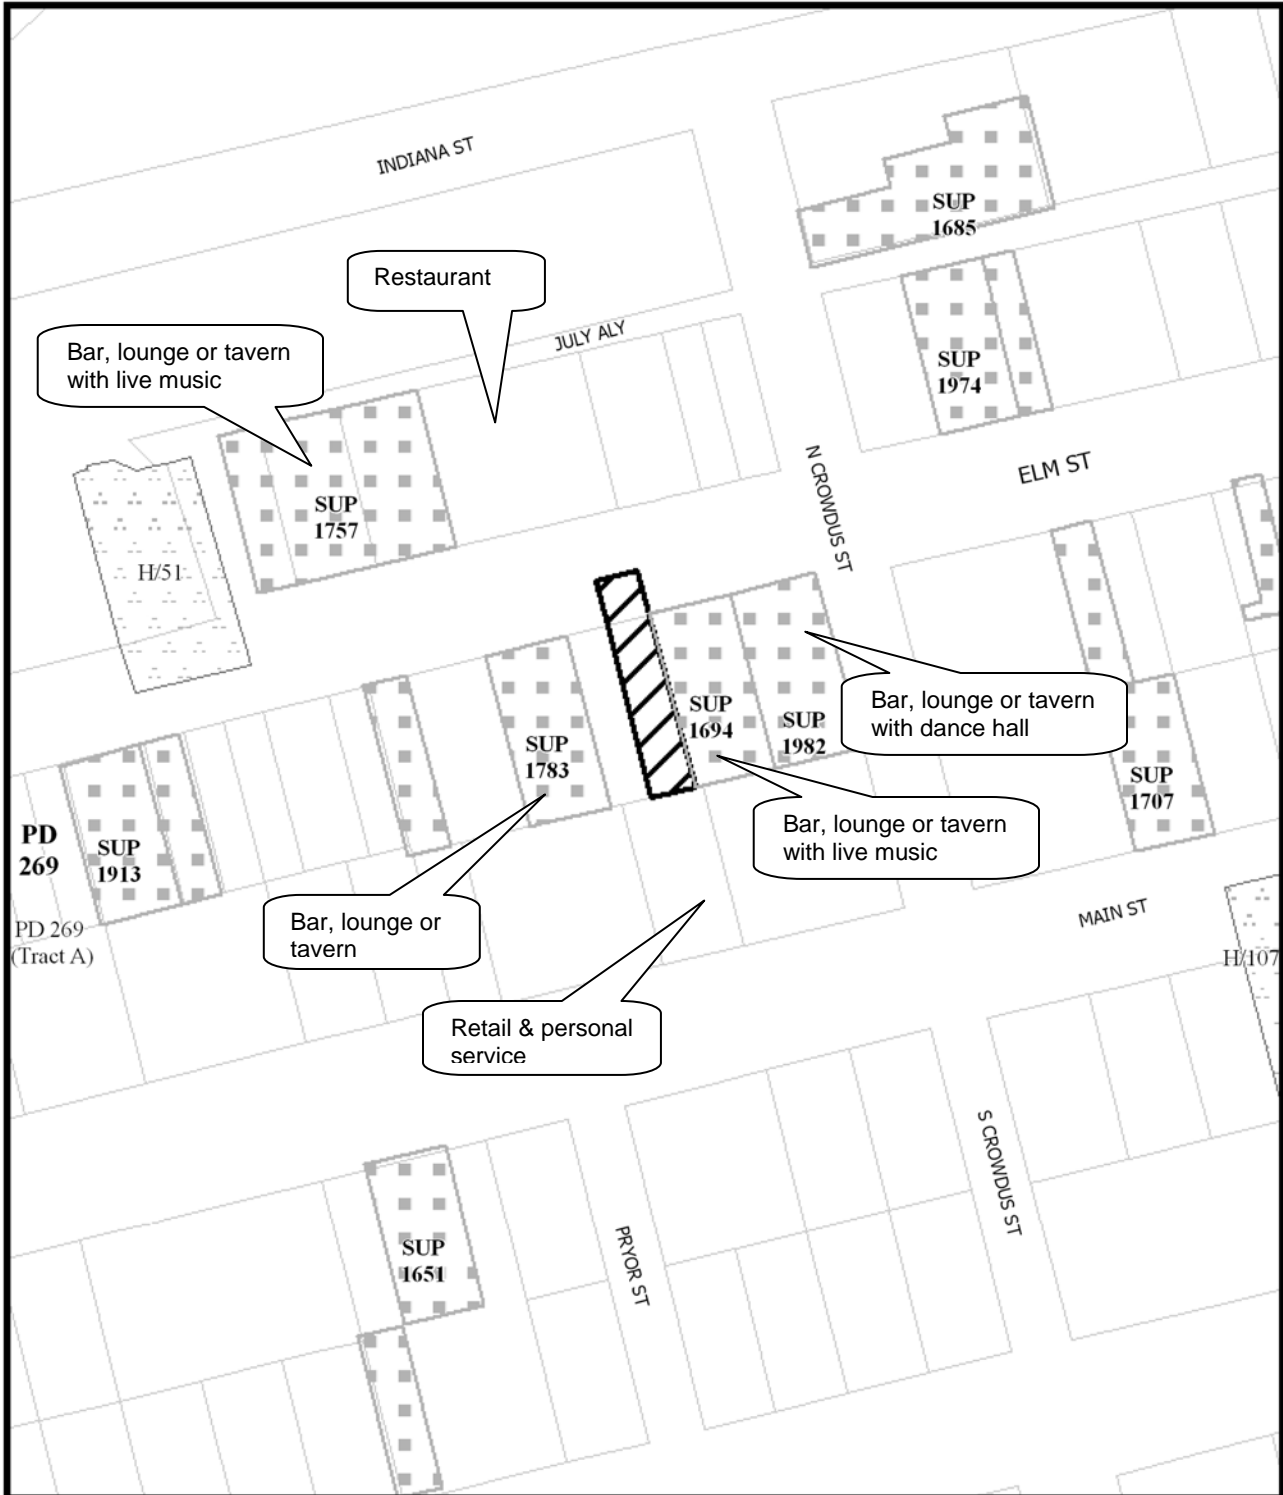 INDIANA ST
SUP
1685
Restaurant
JULY ALY
Bar, lounge or tavern
with live music
SUP
1974
N CROWDUS ST
ELM ST
SUP
1757
H/51
Bar, lounge or tavern
with dance hall
SUP
1694
SUP
1982
SUP
1783
SUP
1707
Bar, lounge or tavern
with live music
PD
269
SUP
1913
PD 269
(Tract A)
Bar, lounge or
tavern
MAIN ST
H/107
Retail & personal
service
S CROWDUS ST
PRYOR ST
SUP
1651